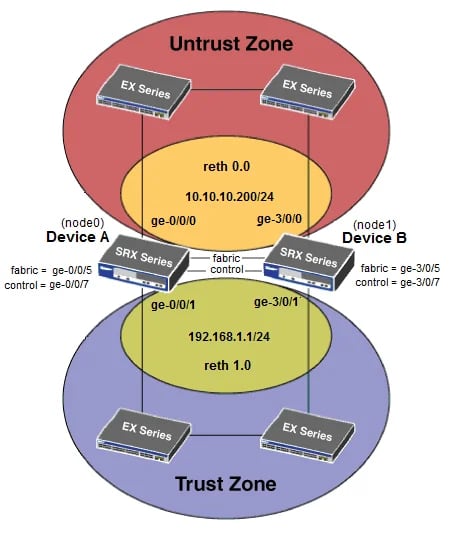 Untrust Zone
EX Series
EX Series
reth 0.0
10.10.10.200/24
(node0)
Device A
ge-0/0/0
ge-3/0/0
(node1)
Device B
SRX Series
fabric
control
SRX Series
fabric = ge-0/0/5
control = ge-0/0/7
fabric = ge-3/0/5
control = ge-3/0/7
ge-0/0/1
ge-3/0/1
192.168.1.1/24
reth 1.0
EX Series
EX Series
Trust Zone